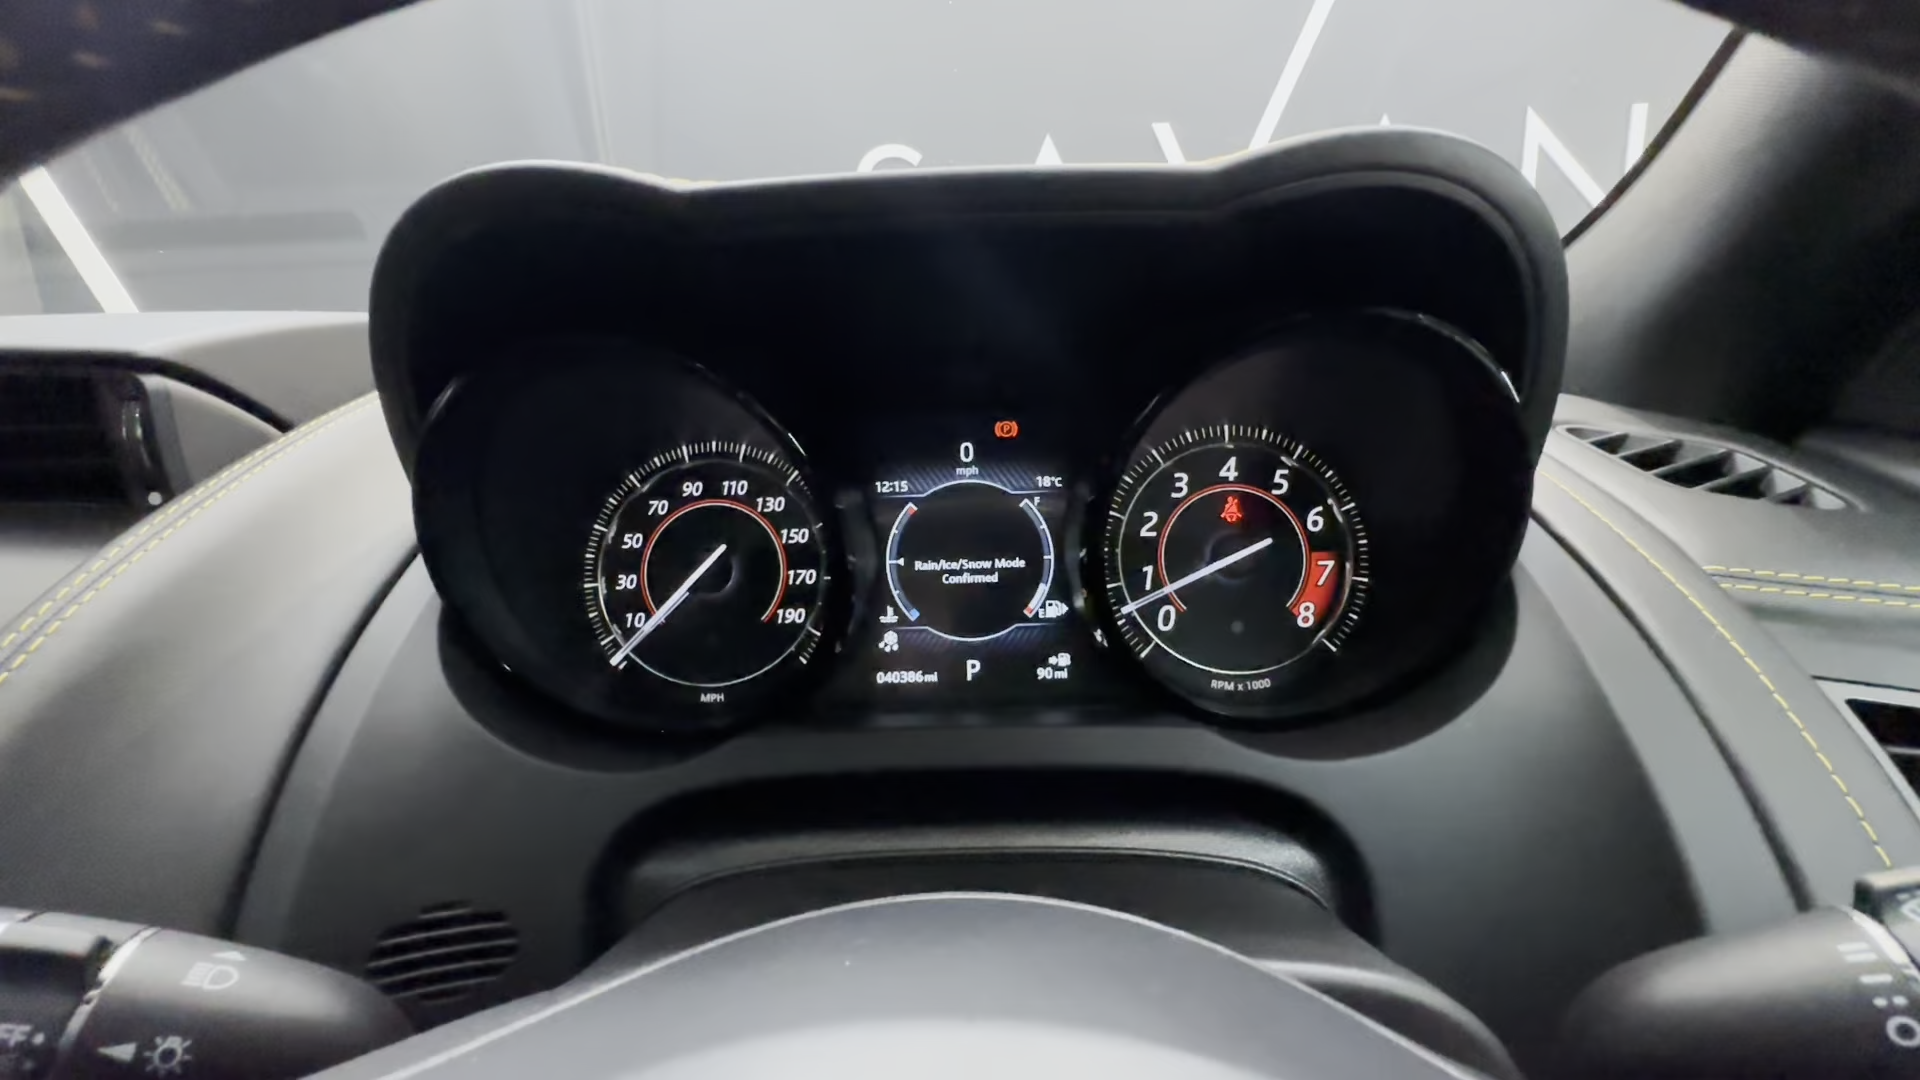 SAVAN
0
mph
12:15
18°C
F
Rain/Ice/Snow Mode
Confirmed
E
040386mi
P
90mi
10
30
50
70
90
110
130
150
170
190
MPH
0
1
2
3
4
5
6
7
8
RPM x 1000